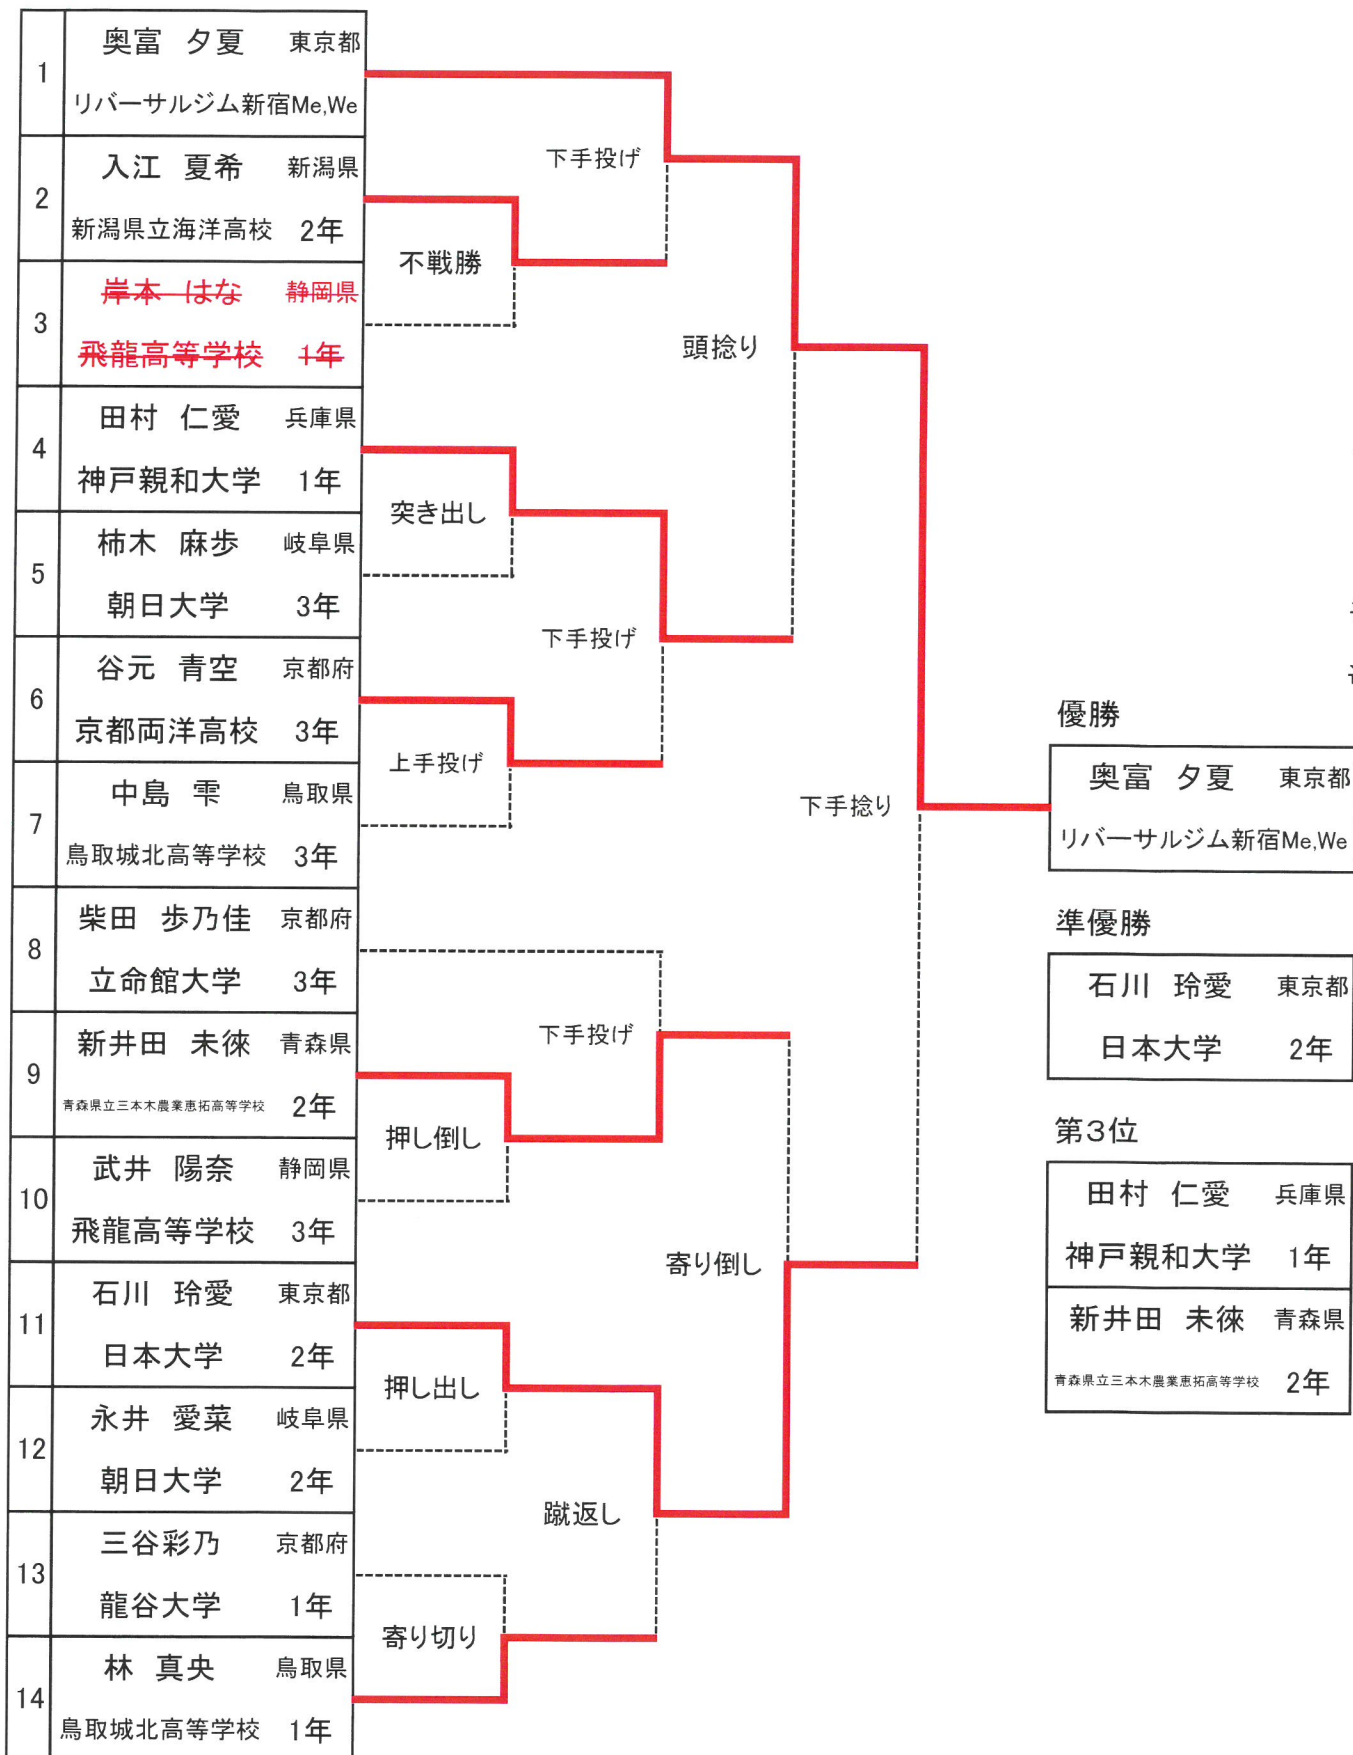 1
奥富 夕夏 東京都
リバーサルジム新宿Me,We
2
入江 夏希 新潟県
新潟県立海洋高校 2年
3
岸本 はな 静岡県
飛龍高等学校 1年
4
田村 仁愛 兵庫県
神戸親和大学 1年
5
柿木 麻歩 岐阜県
朝日大学 3年
6
谷元 青空 京都府
京都両洋高校 3年
7
中島 雫 鳥取県
鳥取城北高等学校 3年
8
柴田 歩乃佳 京都府
立命館大学 3年
9
新井田 未徠 青森県
青森県立三本木農業恵拓高等学校 2年
10
武井 陽奈 静岡県
飛龍高等学校 3年
11
石川 玲愛 東京都
日本大学 2年
12
永井 愛菜 岐阜県
朝日大学 2年
13
三谷彩乃 京都府
龍谷大学 1年
14
林 真央 鳥取県
鳥取城北高等学校 1年
不戦勝
突き出し
上手投げ
押し倒し
押し出し
寄り切り
下手投げ
下手投げ
下手投げ
蹴返し
頭捻り
寄り倒し
下手捻り
優勝
奥富 夕夏 東京都
リバーサルジム新宿Me,We
準優勝
石川 玲愛 東京都
日本大学 2年
第3位
田村 仁愛 兵庫県
神戸親和大学 1年
新井田 未徠 青森県
青森県立三本木農業恵拓高等学校 2年